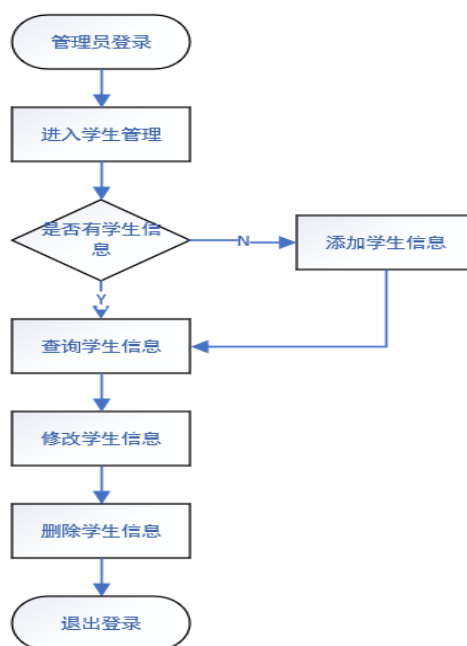 管理员登录
进入学生管理
是否有学生信
息
N
添加学生信息
Y
查询学生信息
修改学生信息
删除学生信息
退出登录